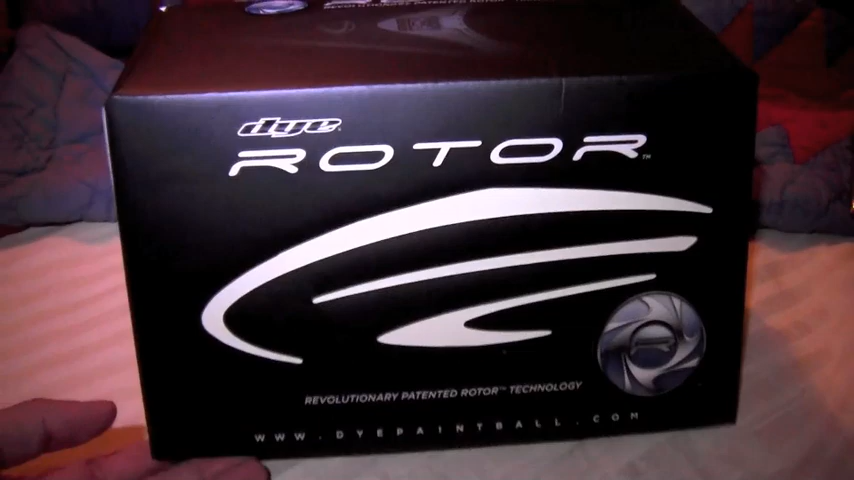 dye
ROTOR™
REVOLUTIONARY PATENTED ROTOR™ TECHNOLOGY
WWW.DYEPAINTBALL.COM